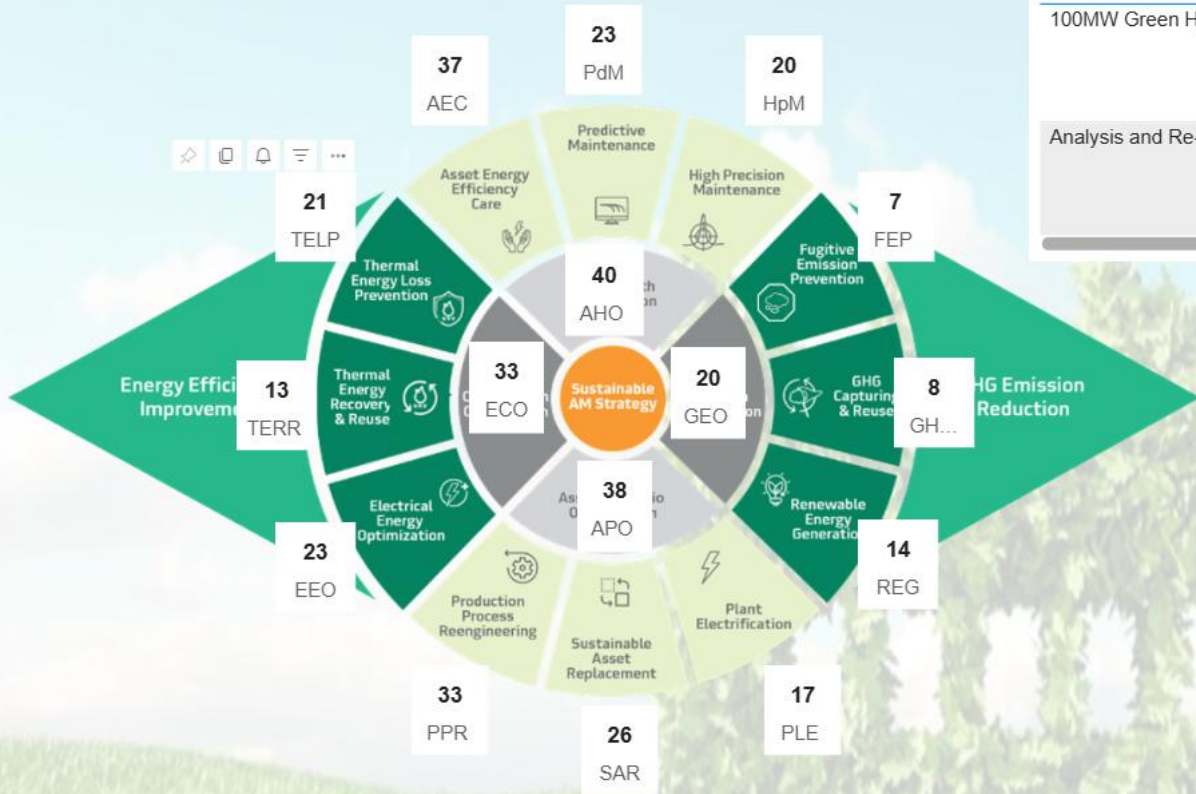 100MW Green H
Analysis and Re-
23
PdM
37
AEC
20
HpM
Predictive
Maintenance
Asset Energy
Efficiency
Care
High Precision
Maintenance
21
TELP
7
FEP
Thermal
Energy Loss
Prevention
Fugitive
Emission
Prevention
40
AHO
Energy Effici
Improveme
13
TERR
Thermal
Energy
Recovery
& Reuse
33
ECO
Sustainable
AM Strategy
20
GEO
GHG
Capturing
& Reuse
8
GH...
HG Emission
Reduction
38
APO
Electrical
Energy
Optimization
Renewable
Energy
Generatio
23
EEO
14
REG
Production
Process
Reengineering
Sustainable
Asset
Replacement
Plant
Electrification
33
PPR
26
SAR
17
PLE